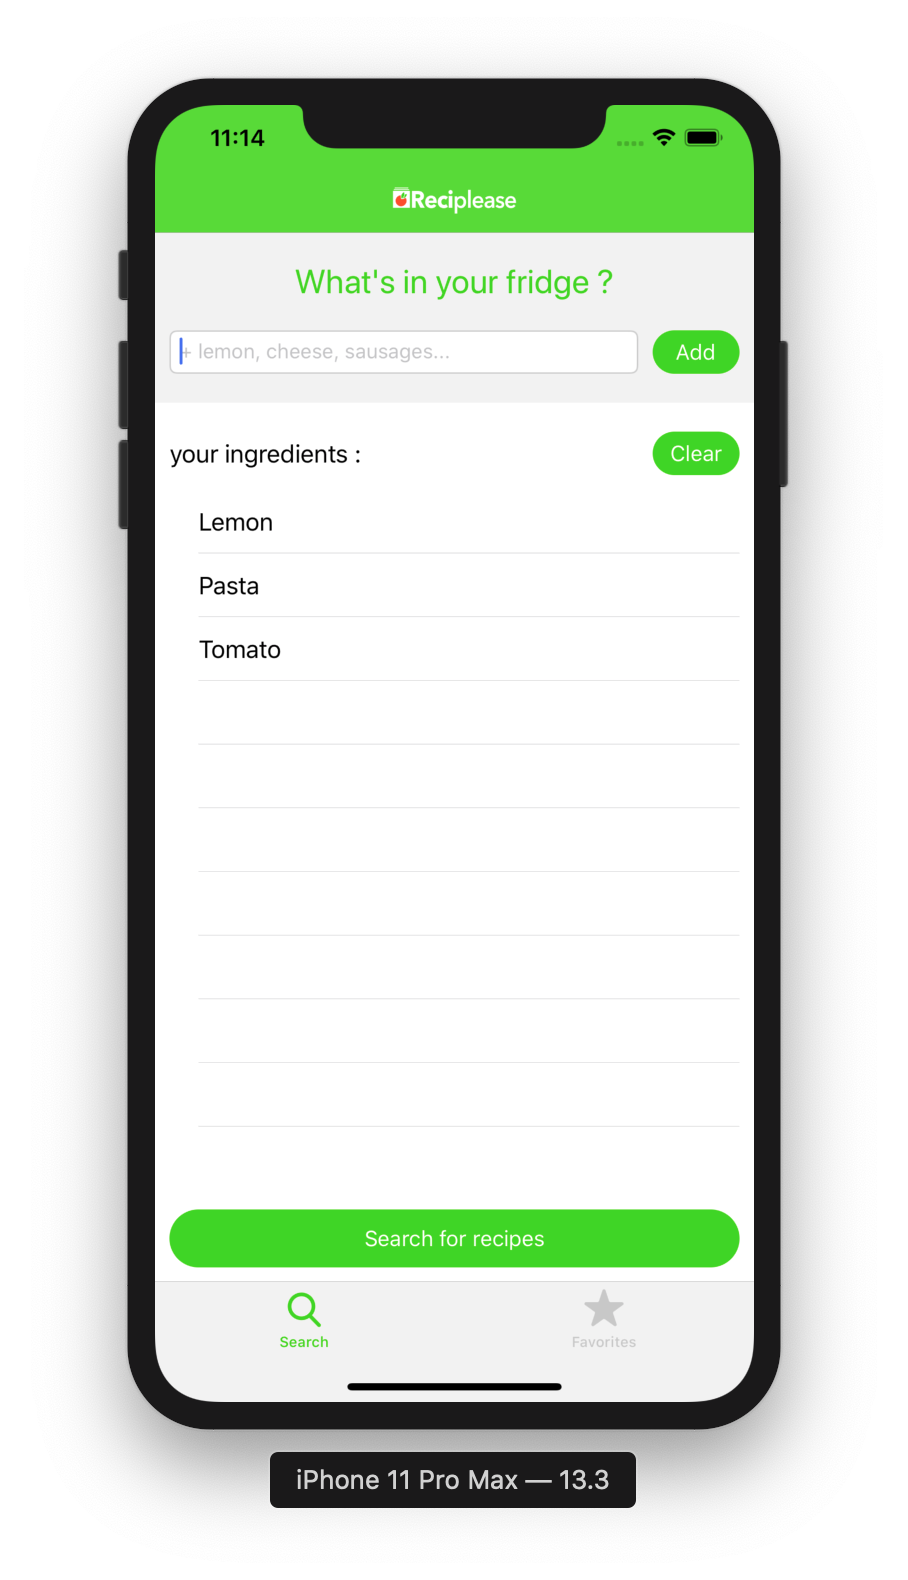 11:14
Reciplease
What's in your fridge ?
+ lemon, cheese, sausages...
Add
your ingredients :
Clear
Lemon
Pasta
Tomato
Search for recipes
Search
Favorites
iPhone 11 Pro Max — 13.3